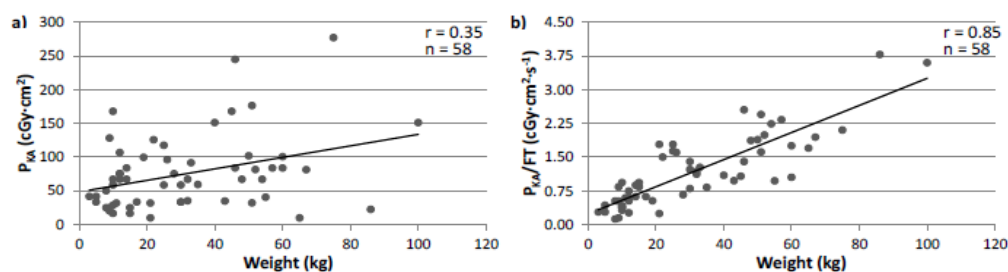 a)
r = 0.35
n = 58
P_KA (cGy·cm²)
300
250
200
150
100
50
0
0 20 40 60 80 100 120
Weight (kg)
b)
r = 0.85
n = 58
P_KA/FT (cGy·cm²·s⁻¹)
4.50
3.75
3.00
2.25
1.50
0.75
0.00
0 20 40 60 80 100 120
Weight (kg)